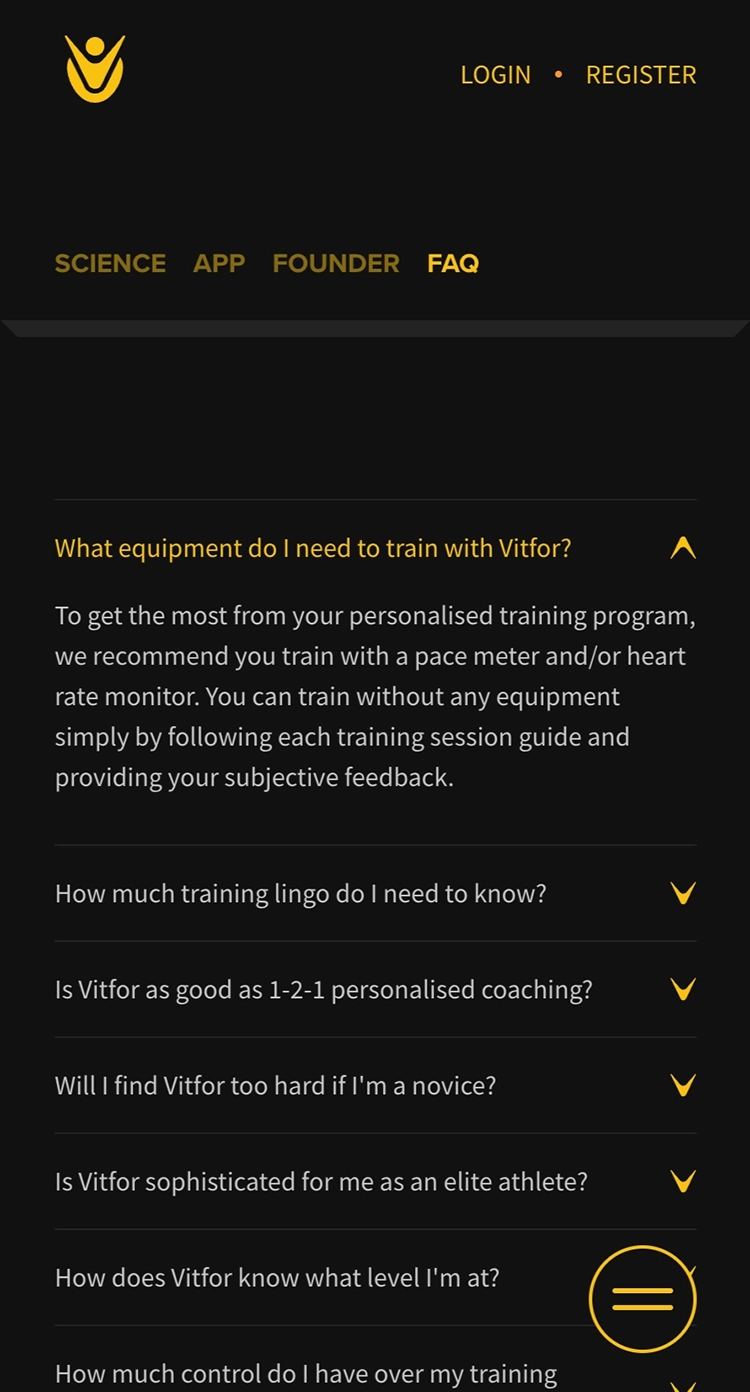 LOGIN • REGISTER
SCIENCE APP FOUNDER FAQ
What equipment do I need to train with Vitfor?
To get the most from your personalised training program,
we recommend you train with a pace meter and/or heart
rate monitor. You can train without any equipment
simply by following each training session guide and
providing your subjective feedback.
How much training lingo do I need to know?
Is Vitfor as good as 1-2-1 personalised coaching?
Will I find Vitfor too hard if I'm a novice?
Is Vitfor sophisticated for me as an elite athlete?
How does Vitfor know what level I'm at?
How much control do I have over my training